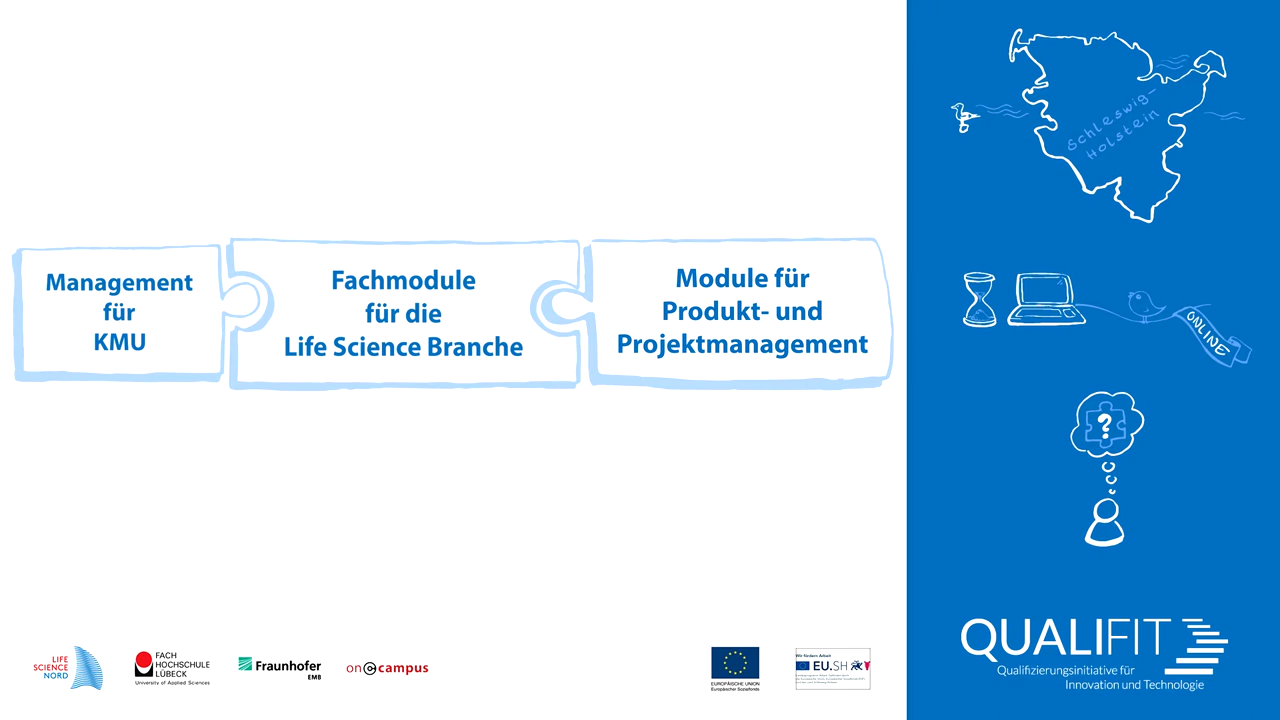 Management
für
KMU
Fachmodule
für die
Life Science Branche
Module für
Produkt- und
Projektmanagement
Schleswig-
Holstein
ONLINE
?
QUALIFIT
Qualifizierungsinitiative für
Innovation und Technologie
LIFE
SCIENCE
NORD
FACH
HOCHSCHULE
LÜBECK
University of Applied Sciences
Fraunhofer
EMB
on campus
EUROPÄISCHE UNION
Europäischer Sozialfonds
Wir fördern Arbeit
EU.SH